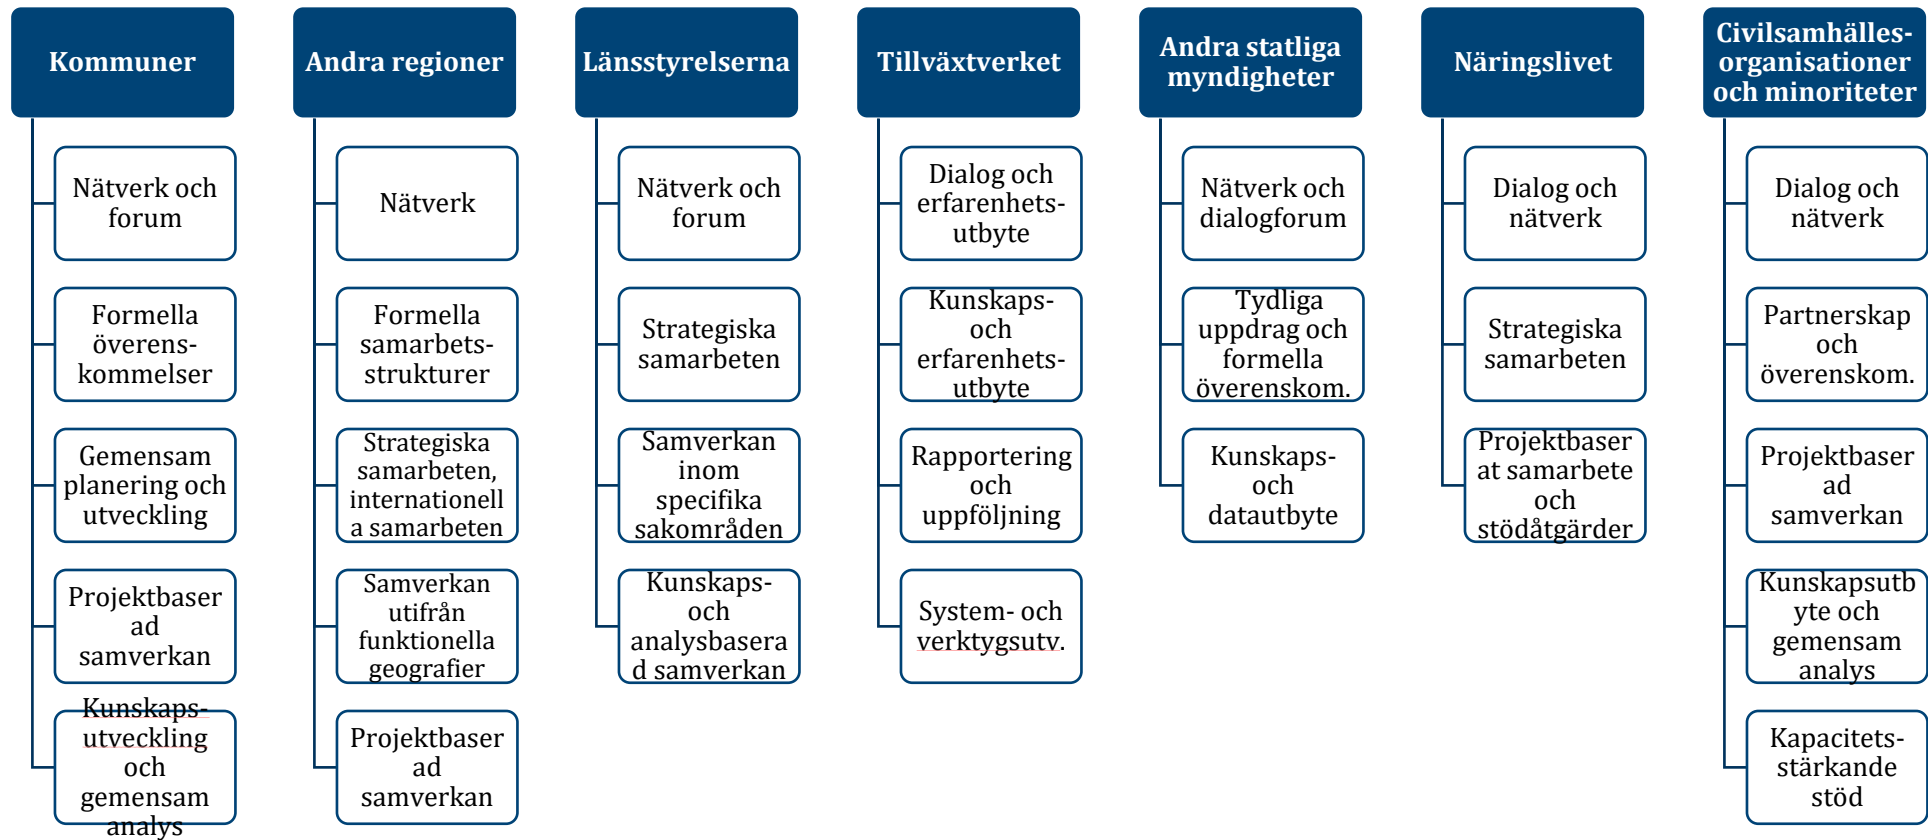 Kommuner
Nätverk och
forum
Formella
överens-
kommelser
Gemensam
planering och
utveckling
Projektbaser
ad
samverkan
Kunskaps-
utveckling
och
gemensam
analys
Andra regioner
Nätverk
Formella
samarbets-
strukturer
Strategiska
samarbeten,
internationell
a samarbeten
Samverkan
utifrån
funktionella
geografier
Projektbaser
ad
samverkan
Länsstyrelserna
Nätverk och
forum
Strategiska
samarbeten
Samverkan
inom
specifika
sakområden
Kunskaps-
och
analysbasera
d samverkan
Tillväxtverket
Dialog och
erfarenhets-
utbyte
Kunskaps-
och
erfarenhets-
utbyte
Rapportering
och
uppföljning
System- och
verktygsutv.
Andra statliga
myndigheter
Nätverk och
dialogforum
Tydliga
uppdrag och
formella
överenskom.
Kunskaps-
och
datautbyte
Näringslivet
Dialog och
nätverk
Strategiska
samarbeten
Projektbaser
at samarbete
och
stödåtgärder
Civilsamhälles-
organisationer
och minoriteter
Dialog och
nätverk
Partnerskap
och
överenskom.
Projektbaser
ad
samverkan
Kunskapsutb
yte och
gemensam
analys
Kapacitets-
stärkande
stöd